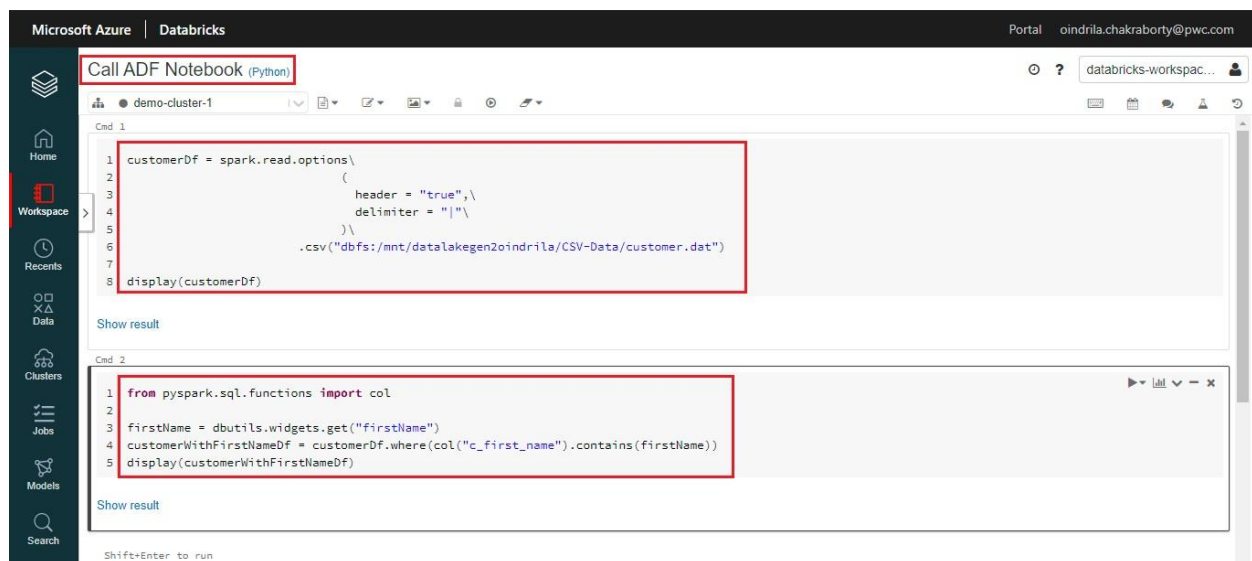 Microsoft Azure | Databricks
Portal oindrila.chakraborty@pwc.com
Call ADF Notebook (Python)
? databricks-workspac...
demo-cluster-1
Home
Workspace
Recents
Data
Clusters
Jobs
Models
Search
Cmd 1
1 customerDf = spark.read.options\
2 (
3 header = "true",\
4 delimiter = "|"\
5 )\
6 .csv("dbfs:/mnt/datalakegen2oindrila/CSV-Data/customer.dat")
7
8 display(customerDf)
Show result
Cmd 2
1 from pyspark.sql.functions import col
2
3 firstName = dbutils.widgets.get("firstName")
4 customerWithFirstNameDf = customerDf.where(col("c_first_name").contains(firstName))
5 display(customerWithFirstNameDf)
Show result
Shift+Enter to run